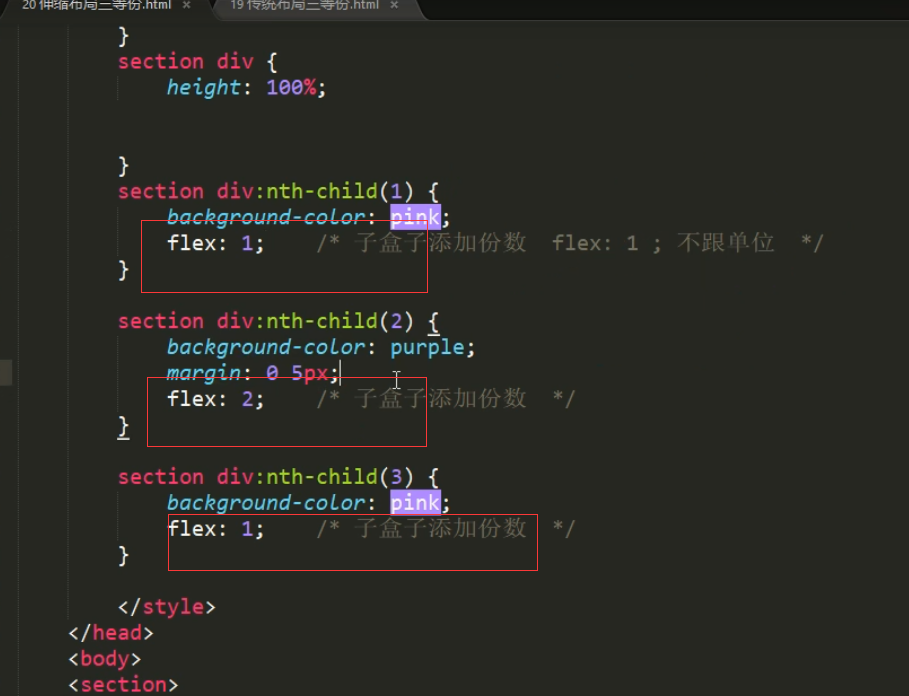 20 伸缩布局三等份.html × 19 传统布局三等份.html ×
}
section div {
height: 100%;
}
section div:nth-child(1) {
background-color: pink;
flex: 1; /* 子盒子添加份数 flex: 1 ; 不跟单位 */
}
section div:nth-child(2) {
background-color: purple;
margin: 0 5px;
flex: 2; /* 子盒子添加份数 */
}
section div:nth-child(3) {
background-color: pink;
flex: 1; /* 子盒子添加份数 */
}
</style>
</head>
<body>
<section>